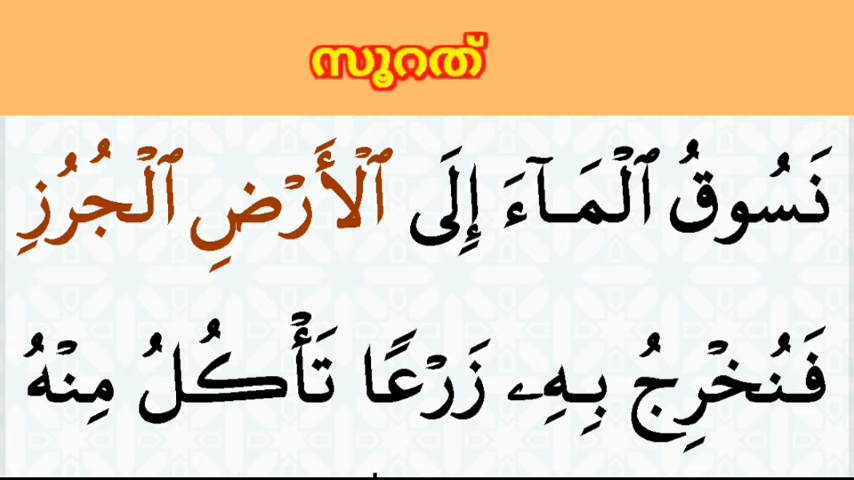 സൂറത്
نَسُوقُ ٱلْمَآءَ إِلَى ٱلْأَرْضِ ٱلْجُرُزِ
فَنُخْرِجُ بِهِۦ زَرْعًا تَأْكُلُ مِنْهُ